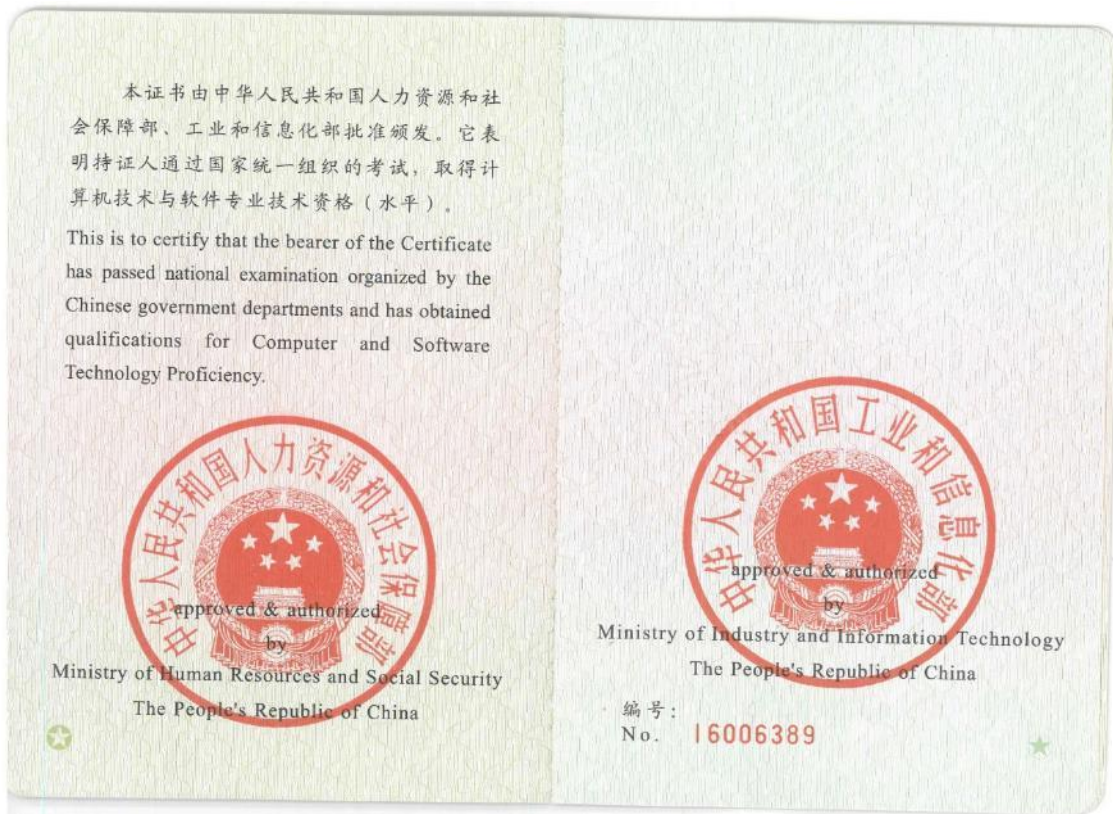 本证书由中华人民共和国人力资源和社
会保障部、工业和信息化部批准颁发。它表
明持证人通过国家统一组织的考试，取得计
算机技术与软件专业技术资格（水平）。
This is to certify that the bearer of the Certificate
has passed national examination organized by the
Chinese government departments and has obtained
qualifications for Computer and Software
Technology Proficiency.
中华人民共和国人力资源和社会保障部
approved & authorized
by
Ministry of Human Resources and Social Security
The People's Republic of China
中华人民共和国工业和信息化部
approved & authorized
by
Ministry of Industry and Information Technology
The People's Republic of China
编号：
No. 16006389